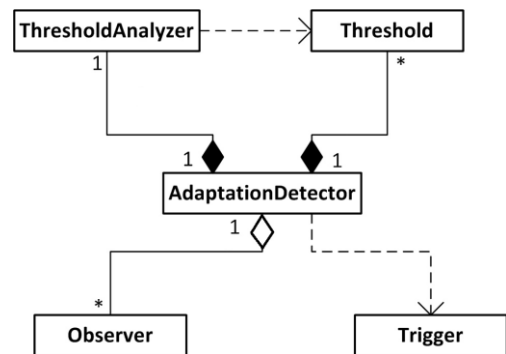 ThresholdAnalyzer
Threshold
1
*
1
1
AdaptationDetector
1
*
Observer
Trigger